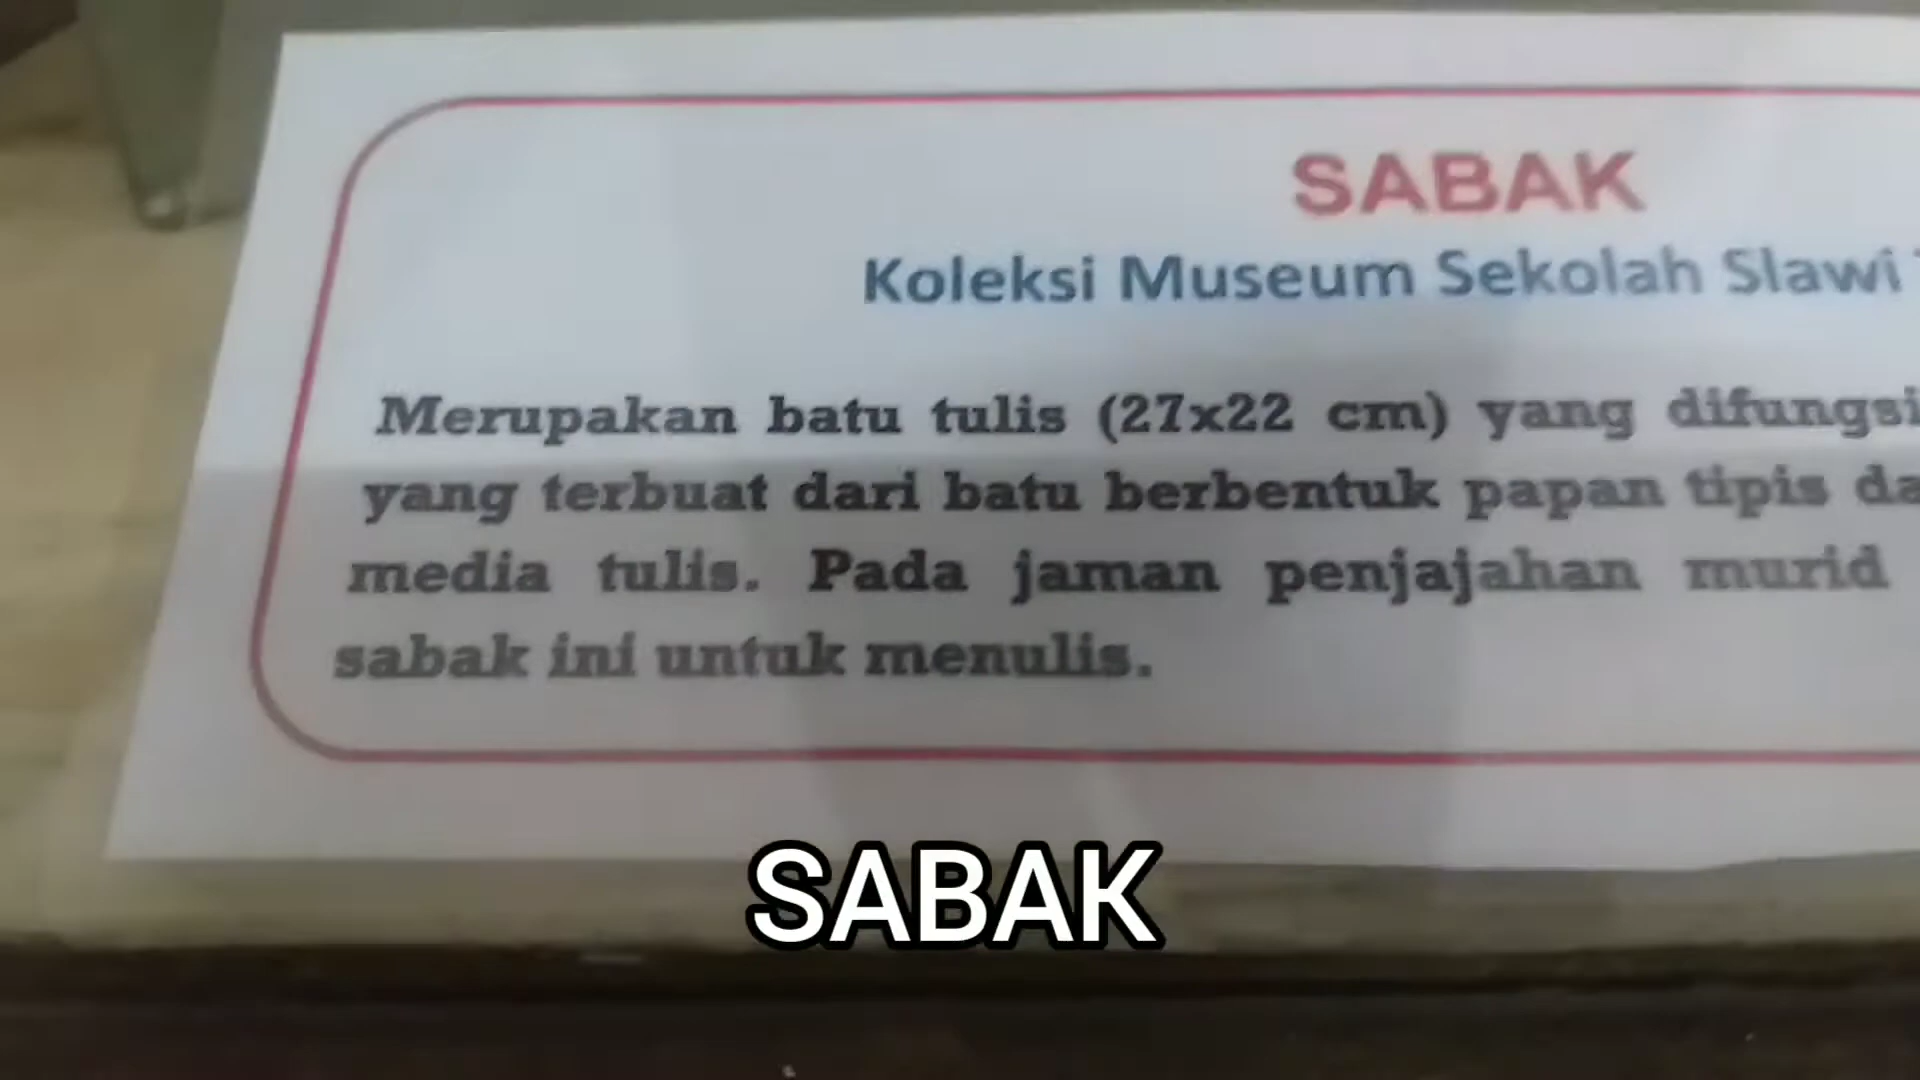 SABAK
Koleksi Museum Sekolah Slawi
Merupakan batu tulis (27x22 cm) yang difungsi
yang terbuat dari batu berbentuk papan tipis da
media tulis. Pada jaman penjajahan murid
sabak ini untuk menulis.
SABAK